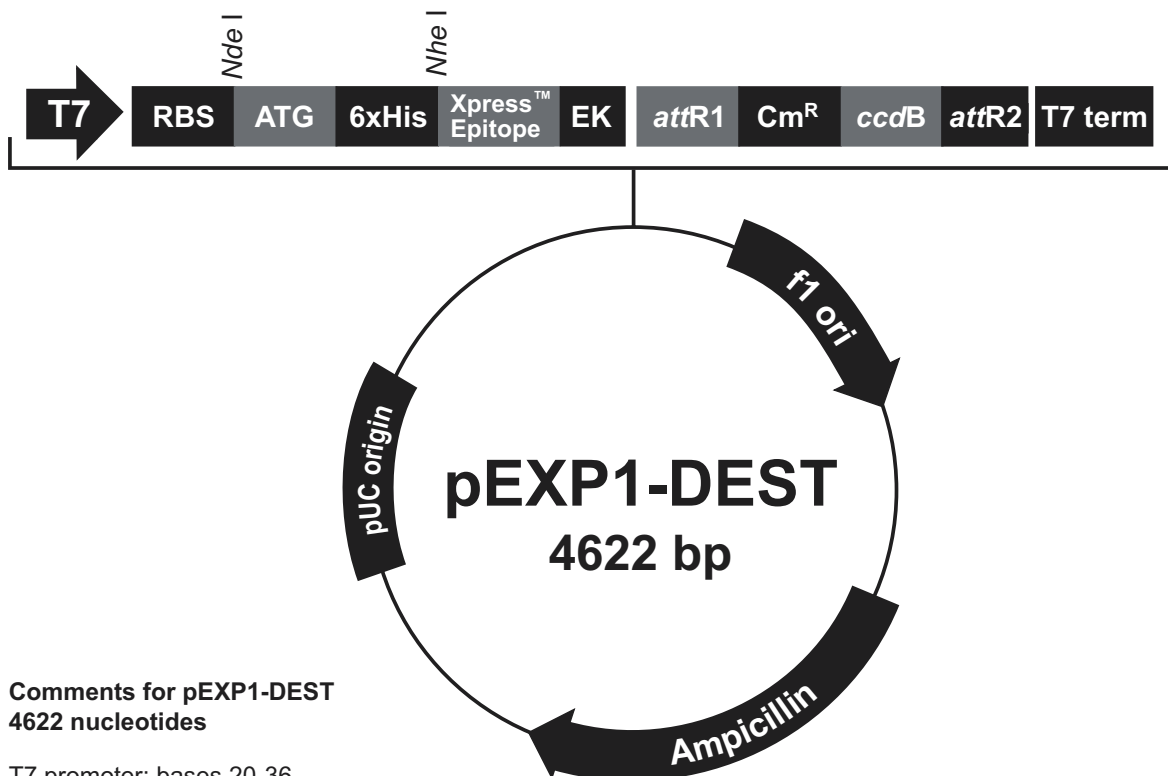 Nde I
Nhe I
T7 RBS ATG 6xHis Xpress™ Epitope EK attR1 CmR ccdB attR2 T7 term
f1 ori
pUC origin
pEXP1-DEST
4622 bp
Ampicillin
Comments for pEXP1-DEST
4622 nucleotides
T7 promoter: bases 20-36